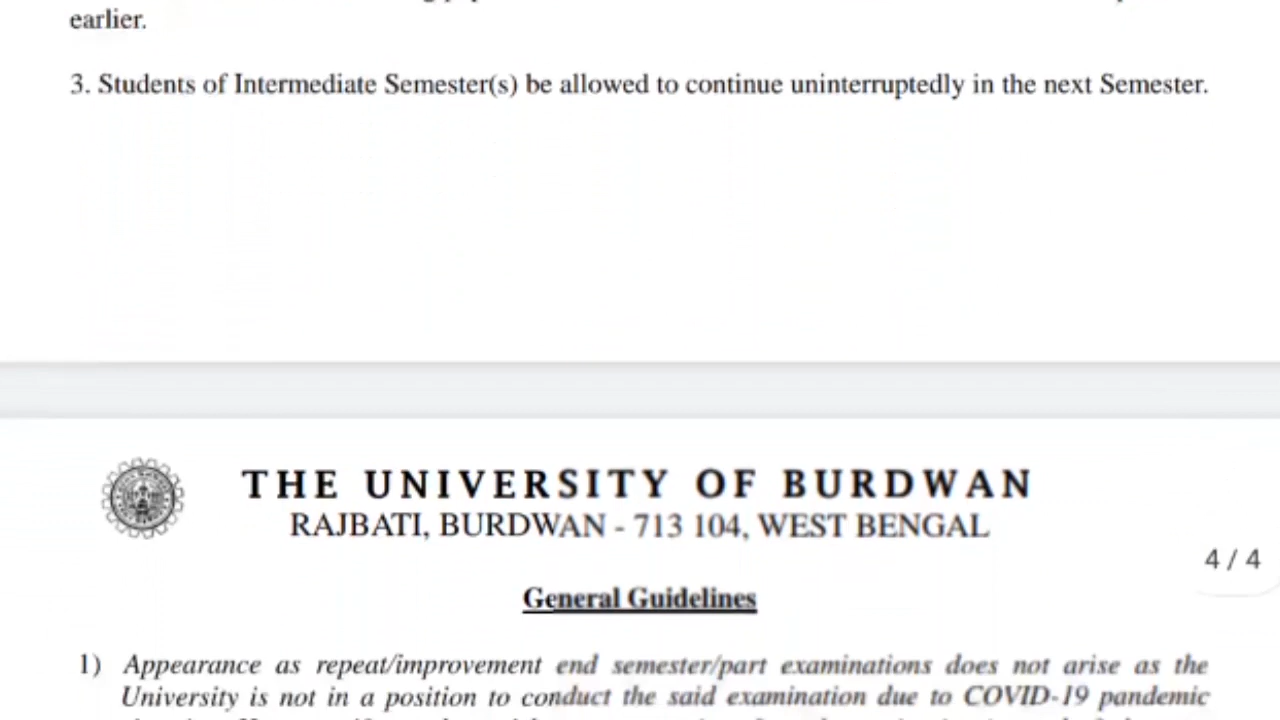 earlier.
3. Students of Intermediate Semester(s) be allowed to continue uninterruptedly in the next Semester.
THE UNIVERSITY OF BURDWAN
RAJBATI, BURDWAN - 713 104, WEST BENGAL
4 / 4
General Guidelines
1) Appearance as repeat/improvement end semester/part examinations does not arise as the
University is not in a position to conduct the said examination due to COVID-19 pandemic